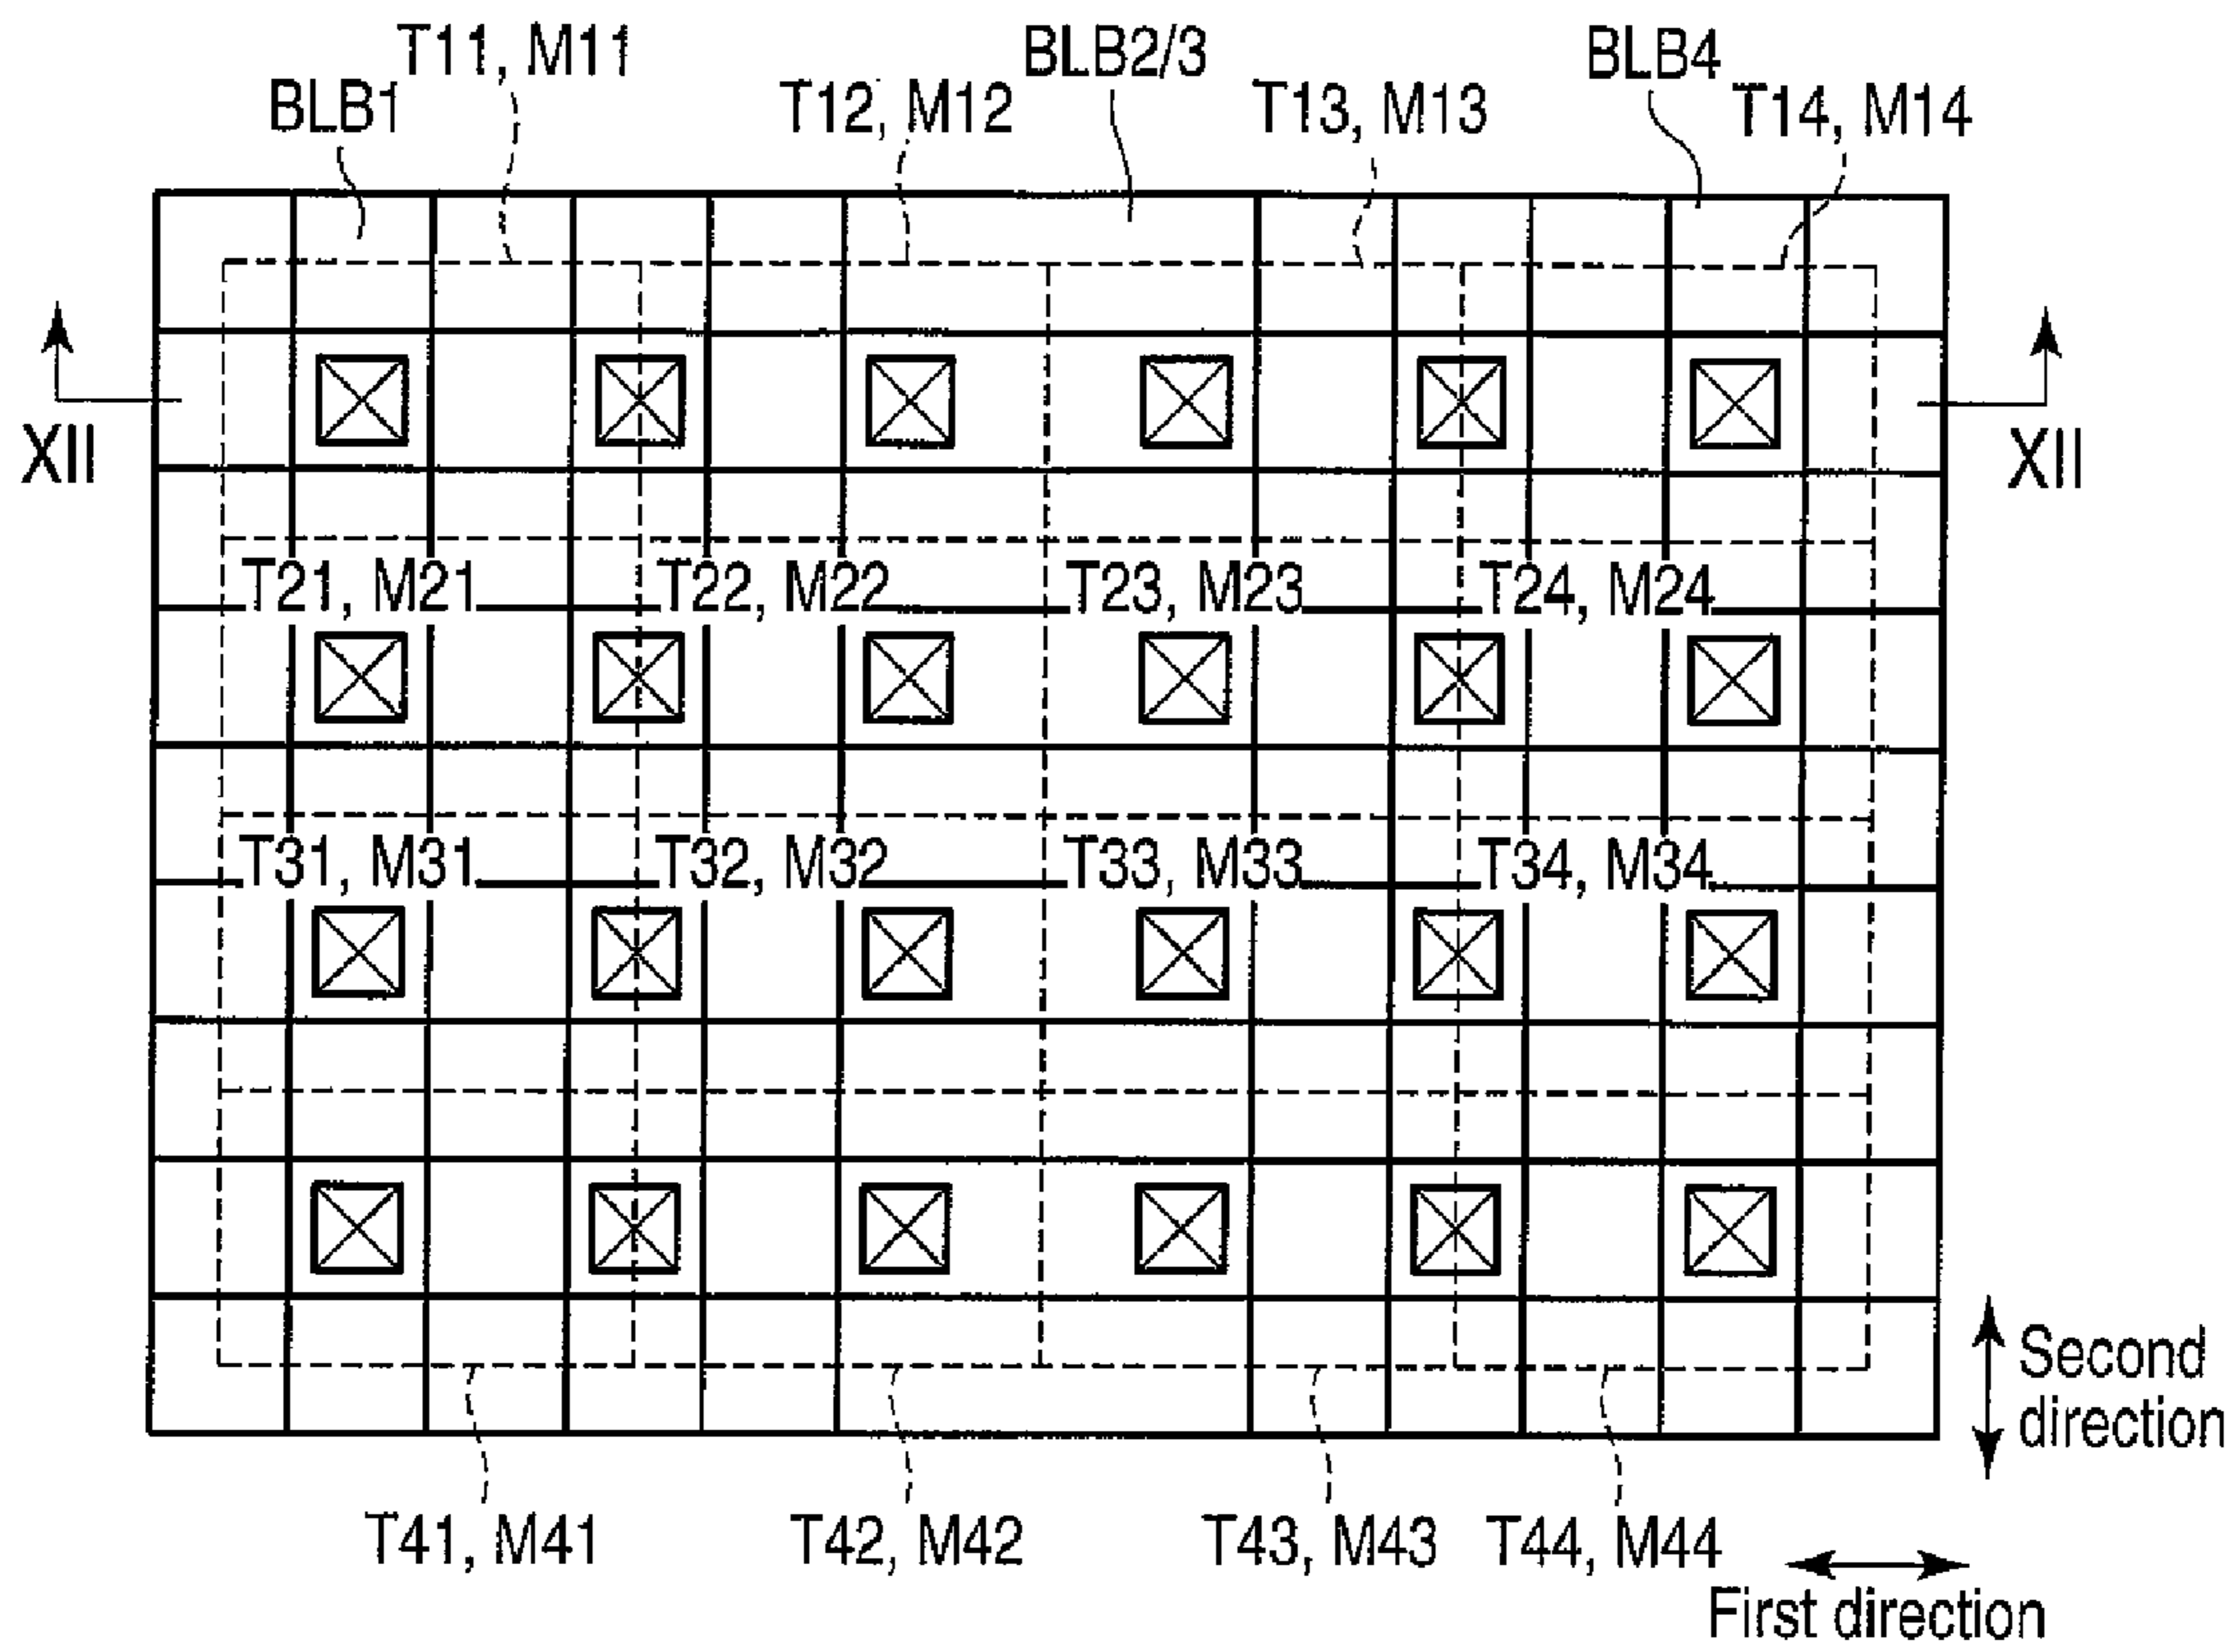 T11, M11
BLB2/3
BLB4
BLB1
T12, M12
T13, M13
T14, M14
XII
XII
T21, M21
T22, M22
T23, M23
T24, M24
T31, M31
T32, M32
T33, M33
T34, M34
Second
direction
T41, M41
T42, M42
T43, M43
T44, M44
First direction